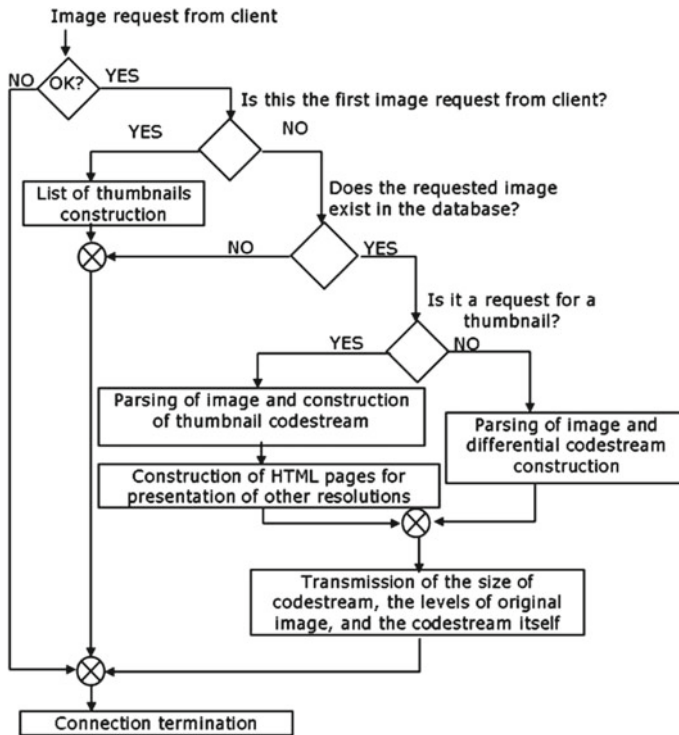 Image request from client
NO
OK?
YES
Is this the first image request from client?
YES
NO
List of thumbnails
construction
Does the requested image
exist in the database?
NO
YES
Is it a request for a
thumbnail?
YES
NO
Parsing of image and construction
of thumbnail codestream
Parsing of image and
differential codestream
construction
Construction of HTML pages for
presentation of other resolutions
Transmission of the size of
codestream, the levels of original
image, and the codestream itself
Connection termination